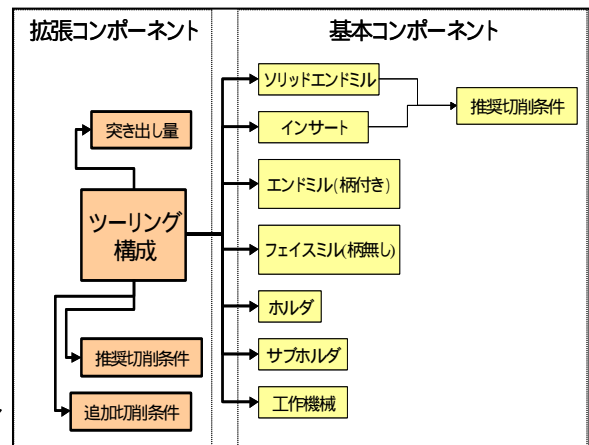 拡張コンポーネント
基本コンポーネント
ソリッドエンドミル
推奨切削条件
突き出し量
インサート
エンドミル(柄付き)
ツーリング
構成
フェイスミル(柄無し)
ホルダ
推奨切削条件
サブホルダ
追加切削条件
工作機械